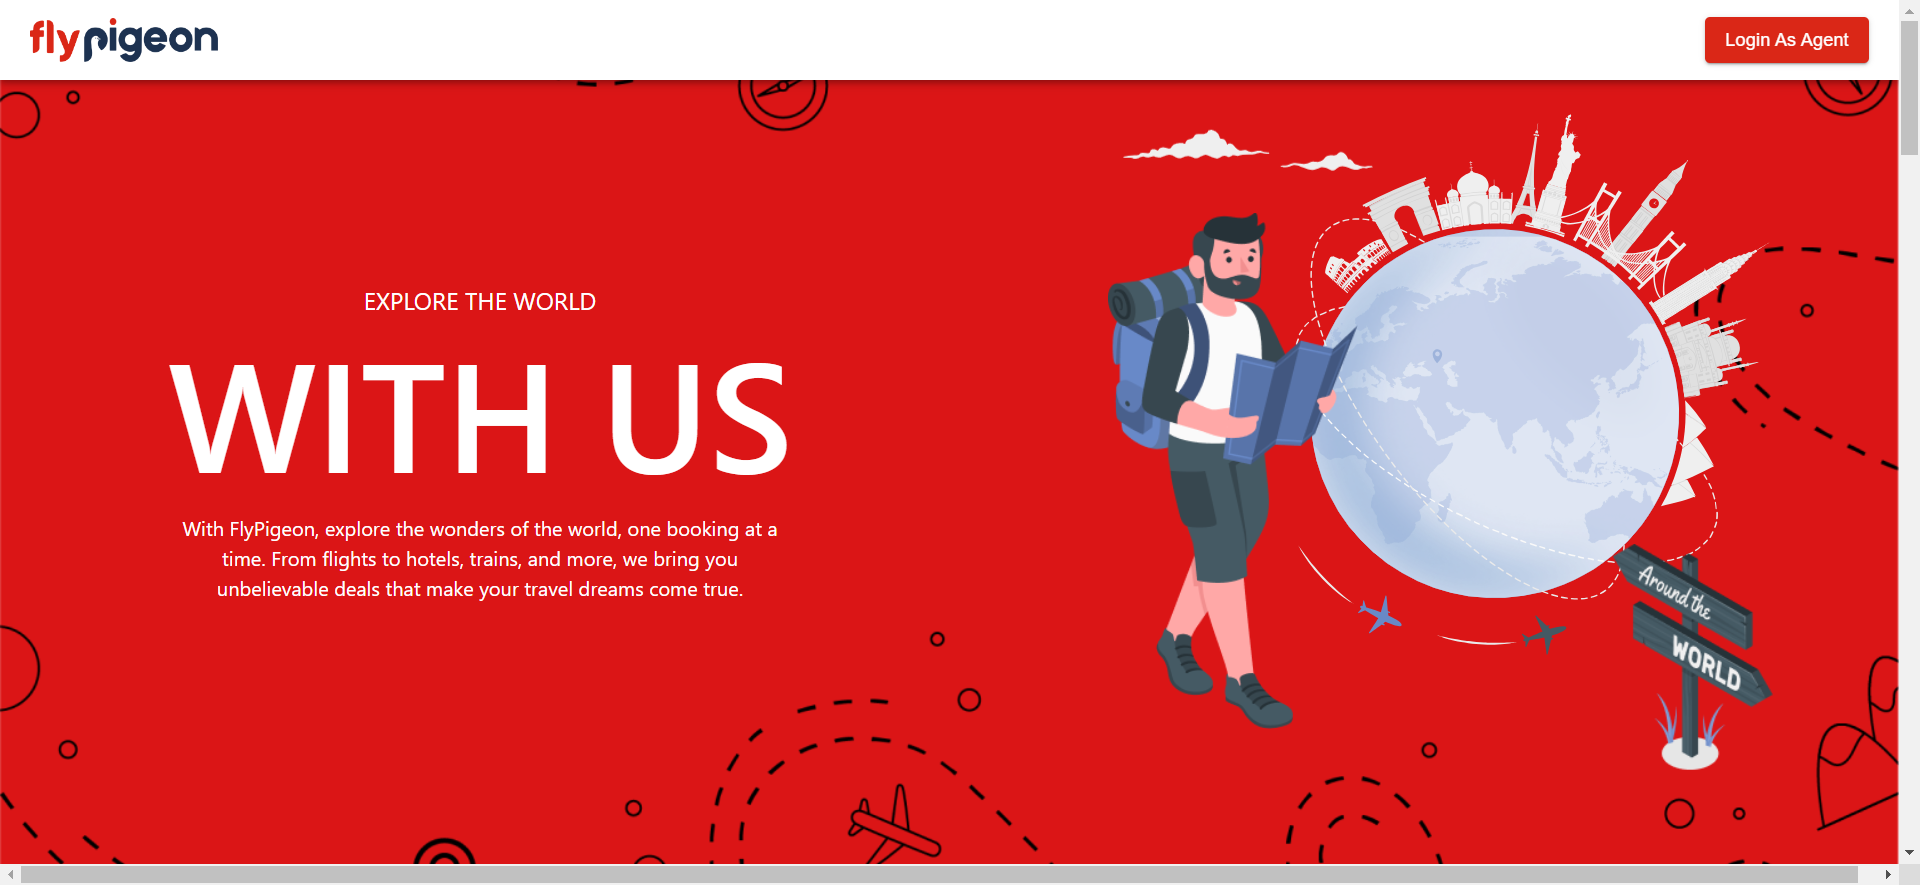 flypigeon
Login As Agent
EXPLORE THE WORLD
WITH US
With FlyPigeon, explore the wonders of the world, one booking at a
time. From flights to hotels, trains, and more, we bring you
unbelievable deals that make your travel dreams come true.
Around the
WORLD